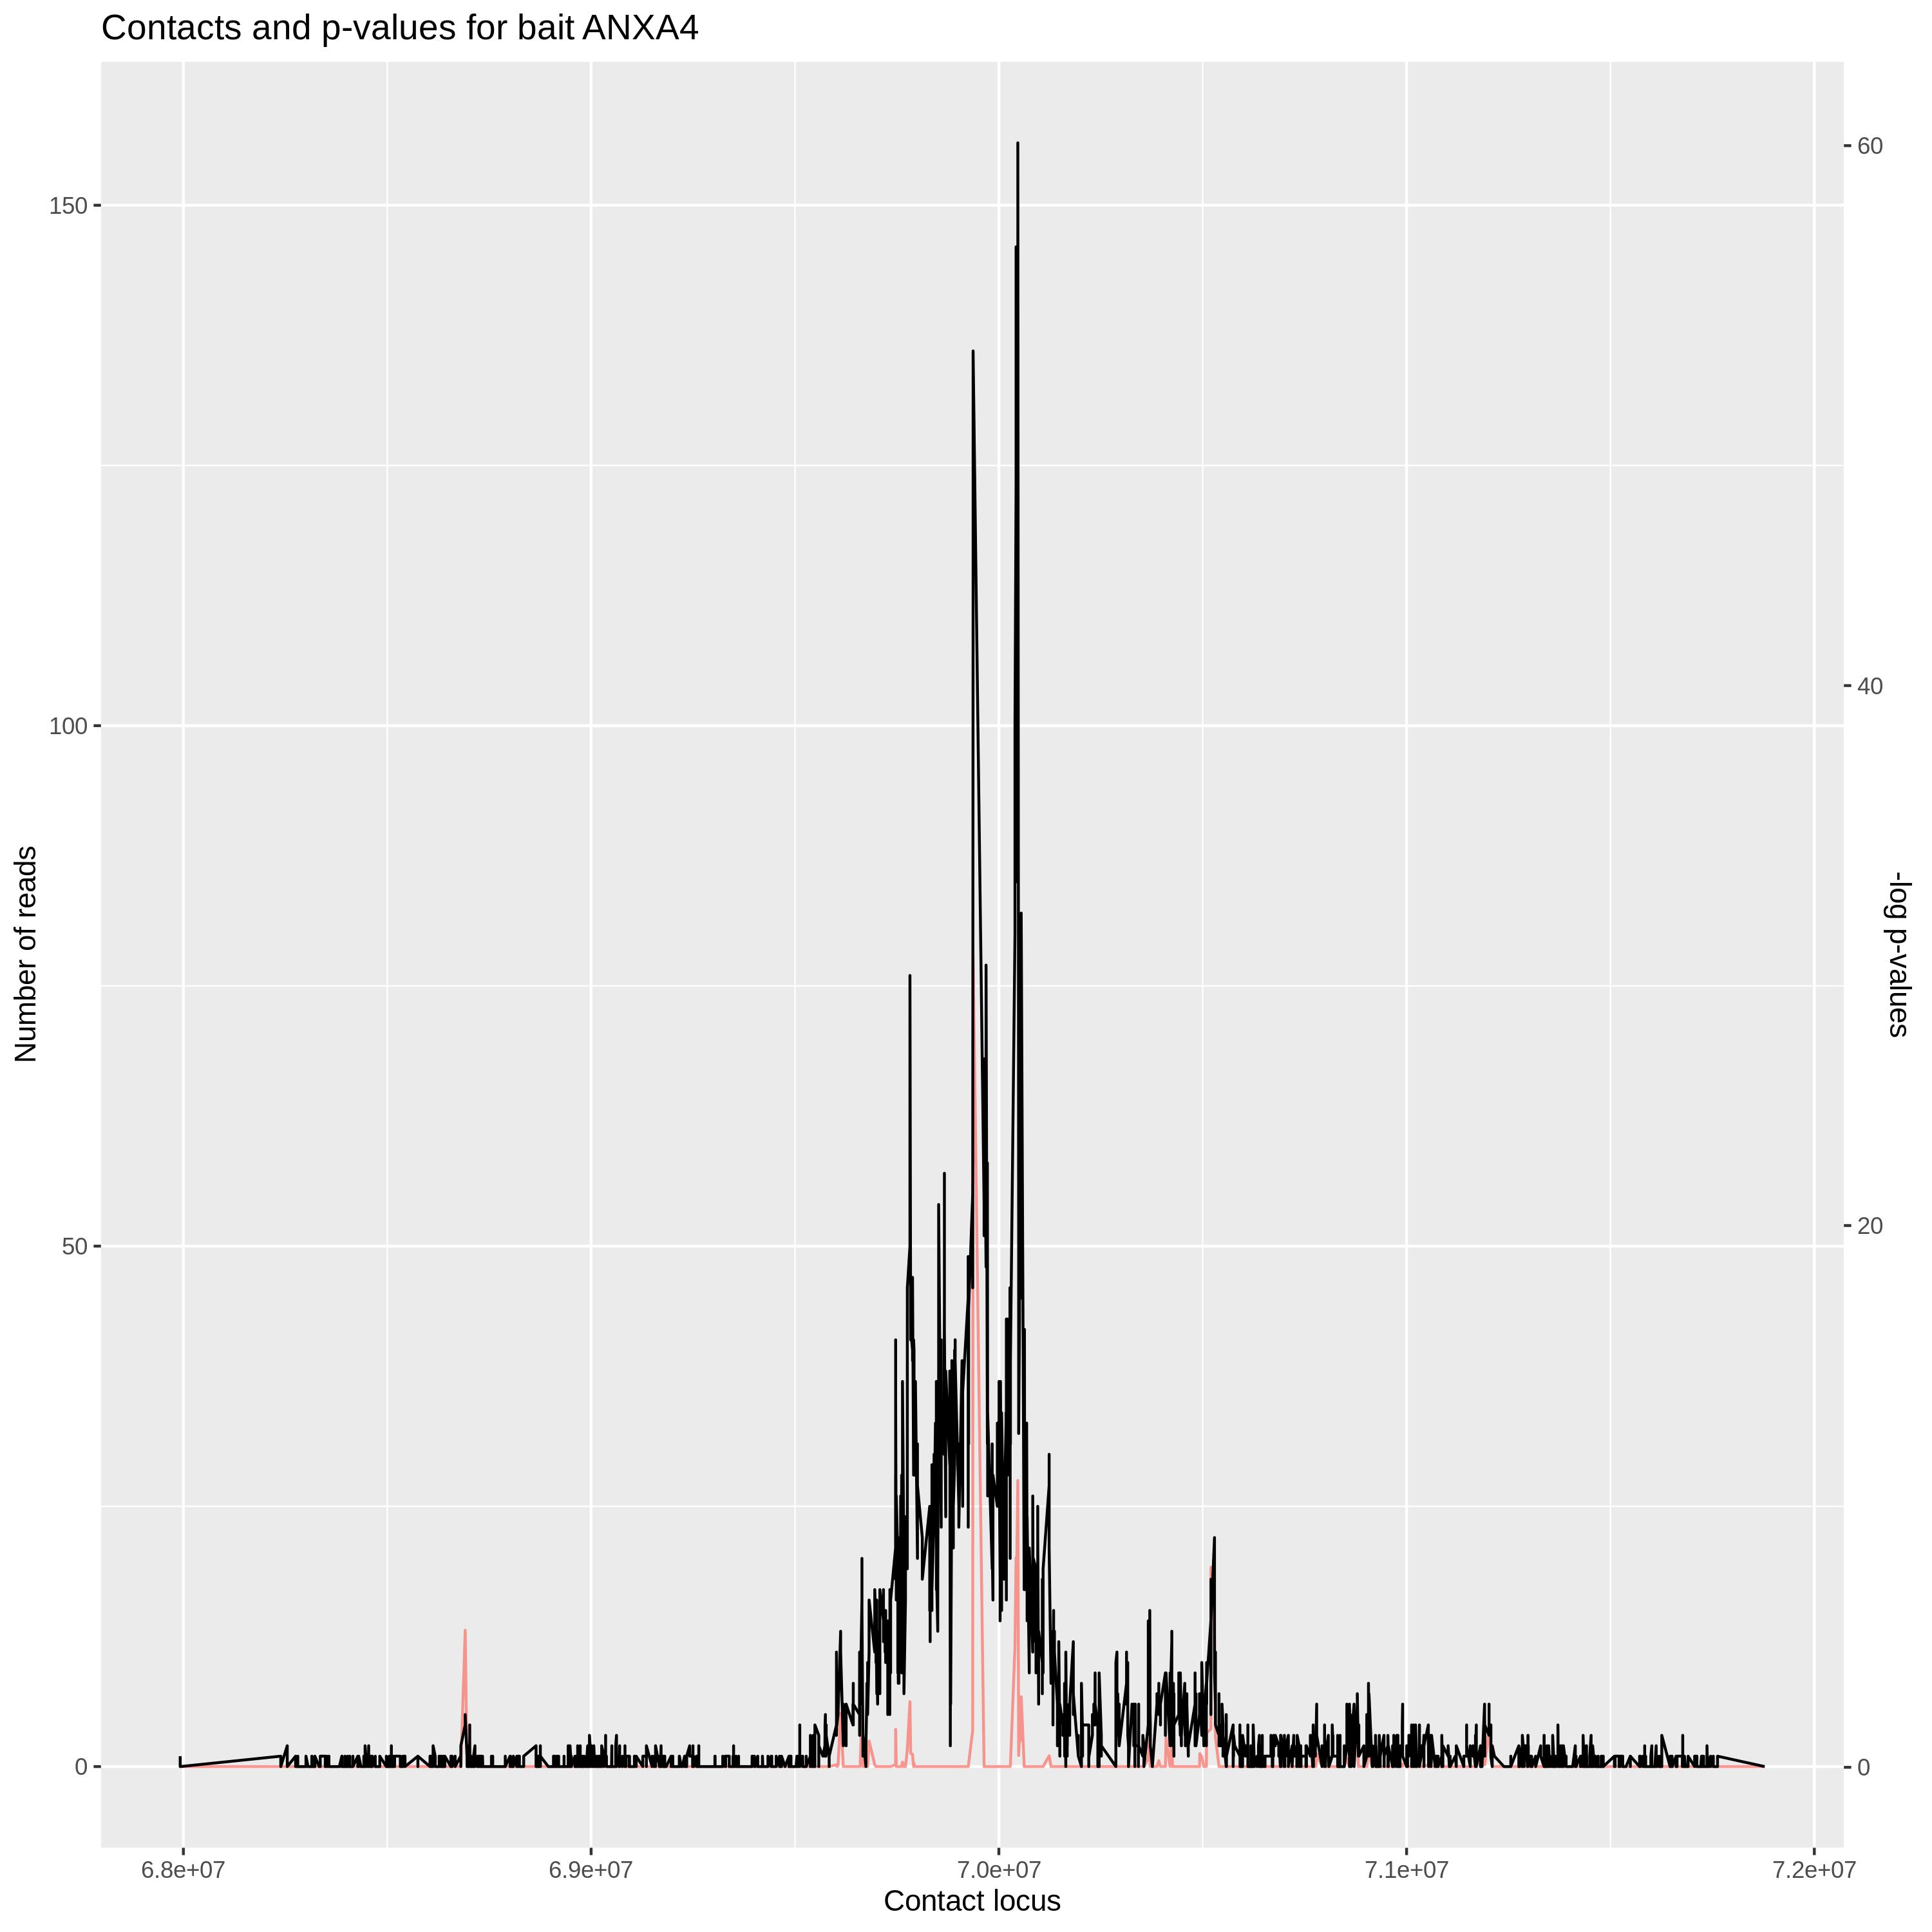 Contacts and p-values for bait ANXA4
150
100
50
0
60
40
20
0
Number of reads
-log p-values
6.8e+07 6.9e+07 7.0e+07 7.1e+07 7.2e+07
Contact locus